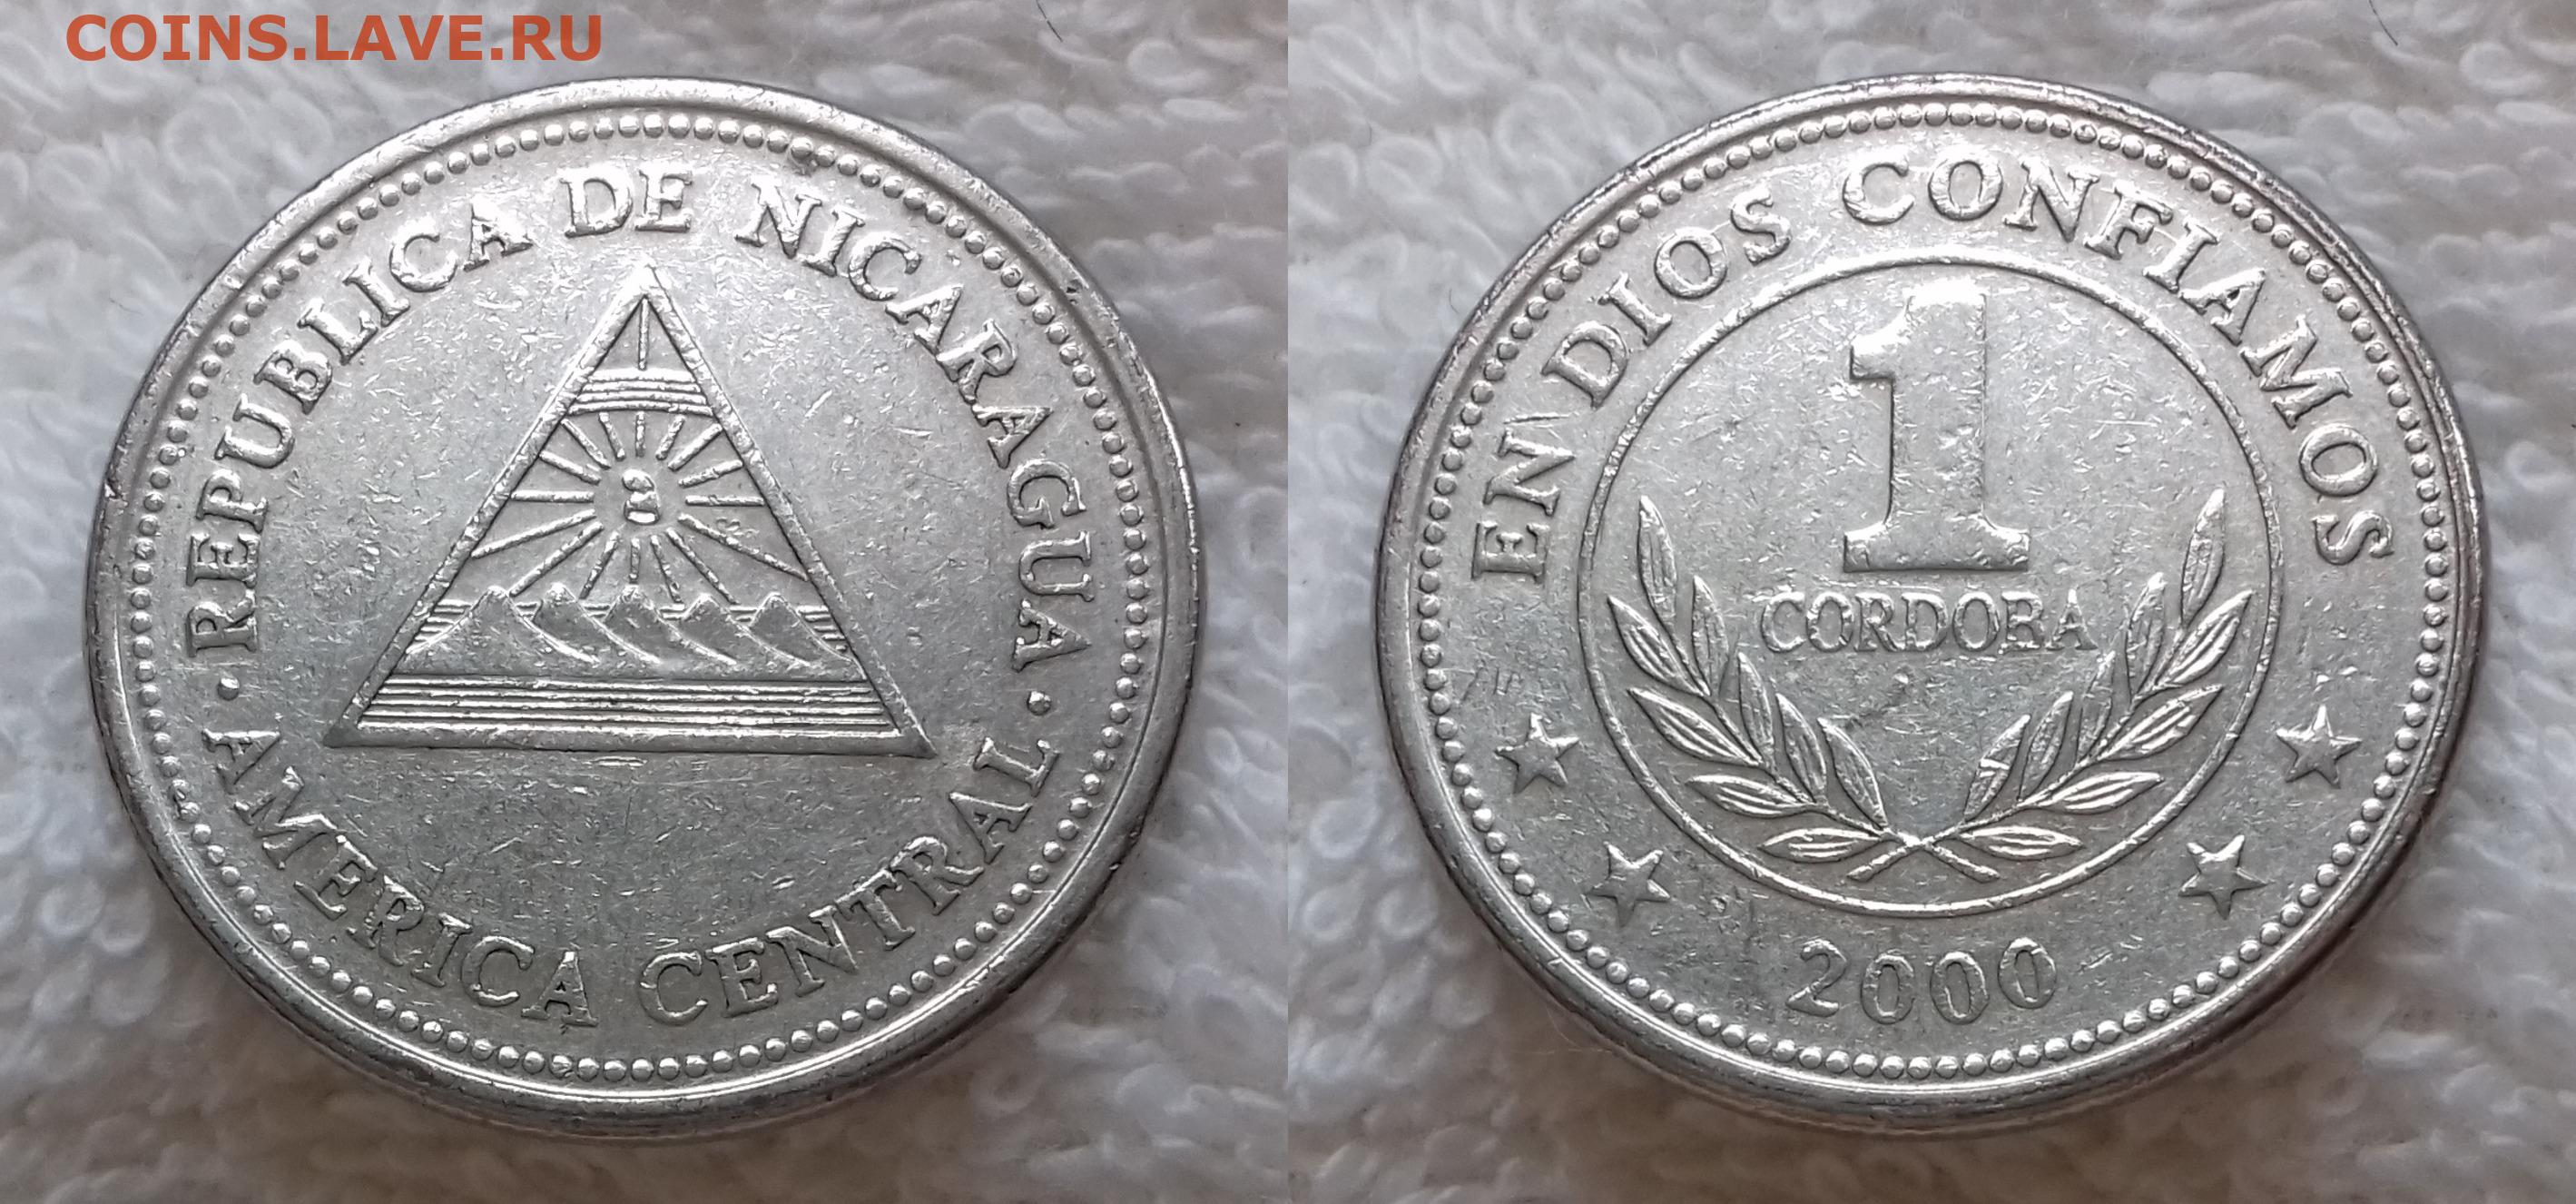 COINS.LAVE.RU
REPUBLICA DE NICARAGUA
AMERICA CENTRAL
EN DIOS CONFIAMOS
1
CORDOBA
2000